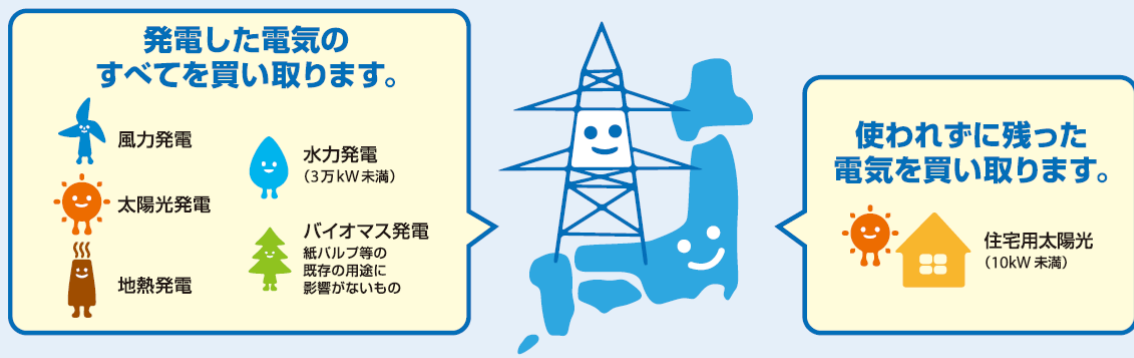 発電した電気の
すべてを買い取ります。
風力発電
太陽光発電
地熱発電
水力発電
(3万kW未満)
バイオマス発電
紙パルプ等の
既存の用途に
影響がないもの
使われずに残った
電気を買い取ります。
住宅用太陽光
(10kW未満)